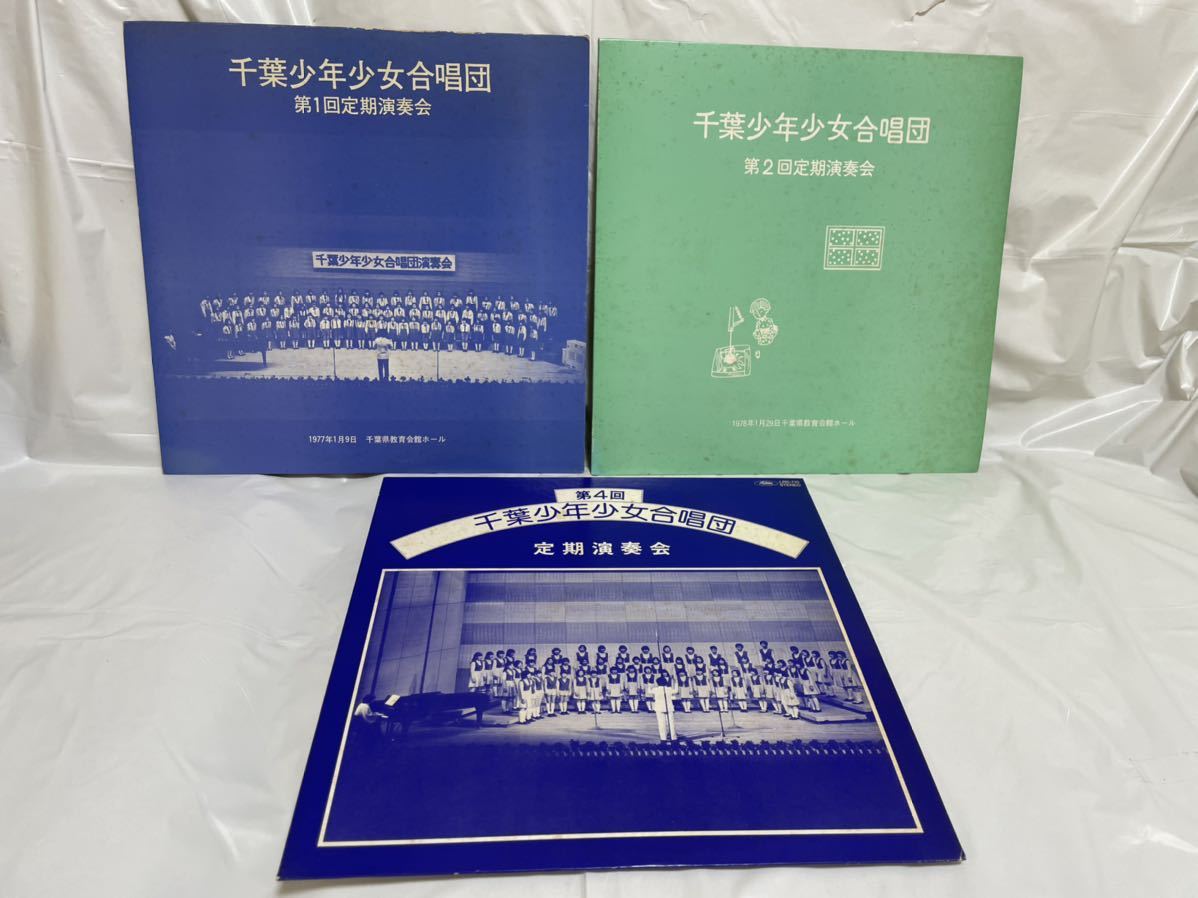 千葉少年少女合唱団
第1回定期演奏会
千葉少年少女合唱団演奏会
1977年1月9日 千葉県教育会館ホール
千葉少年少女合唱団
第2回定期演奏会
1978年1月29日千葉県教育会館ホール
第4回
千葉少年少女合唱団
定期演奏会
STEREO